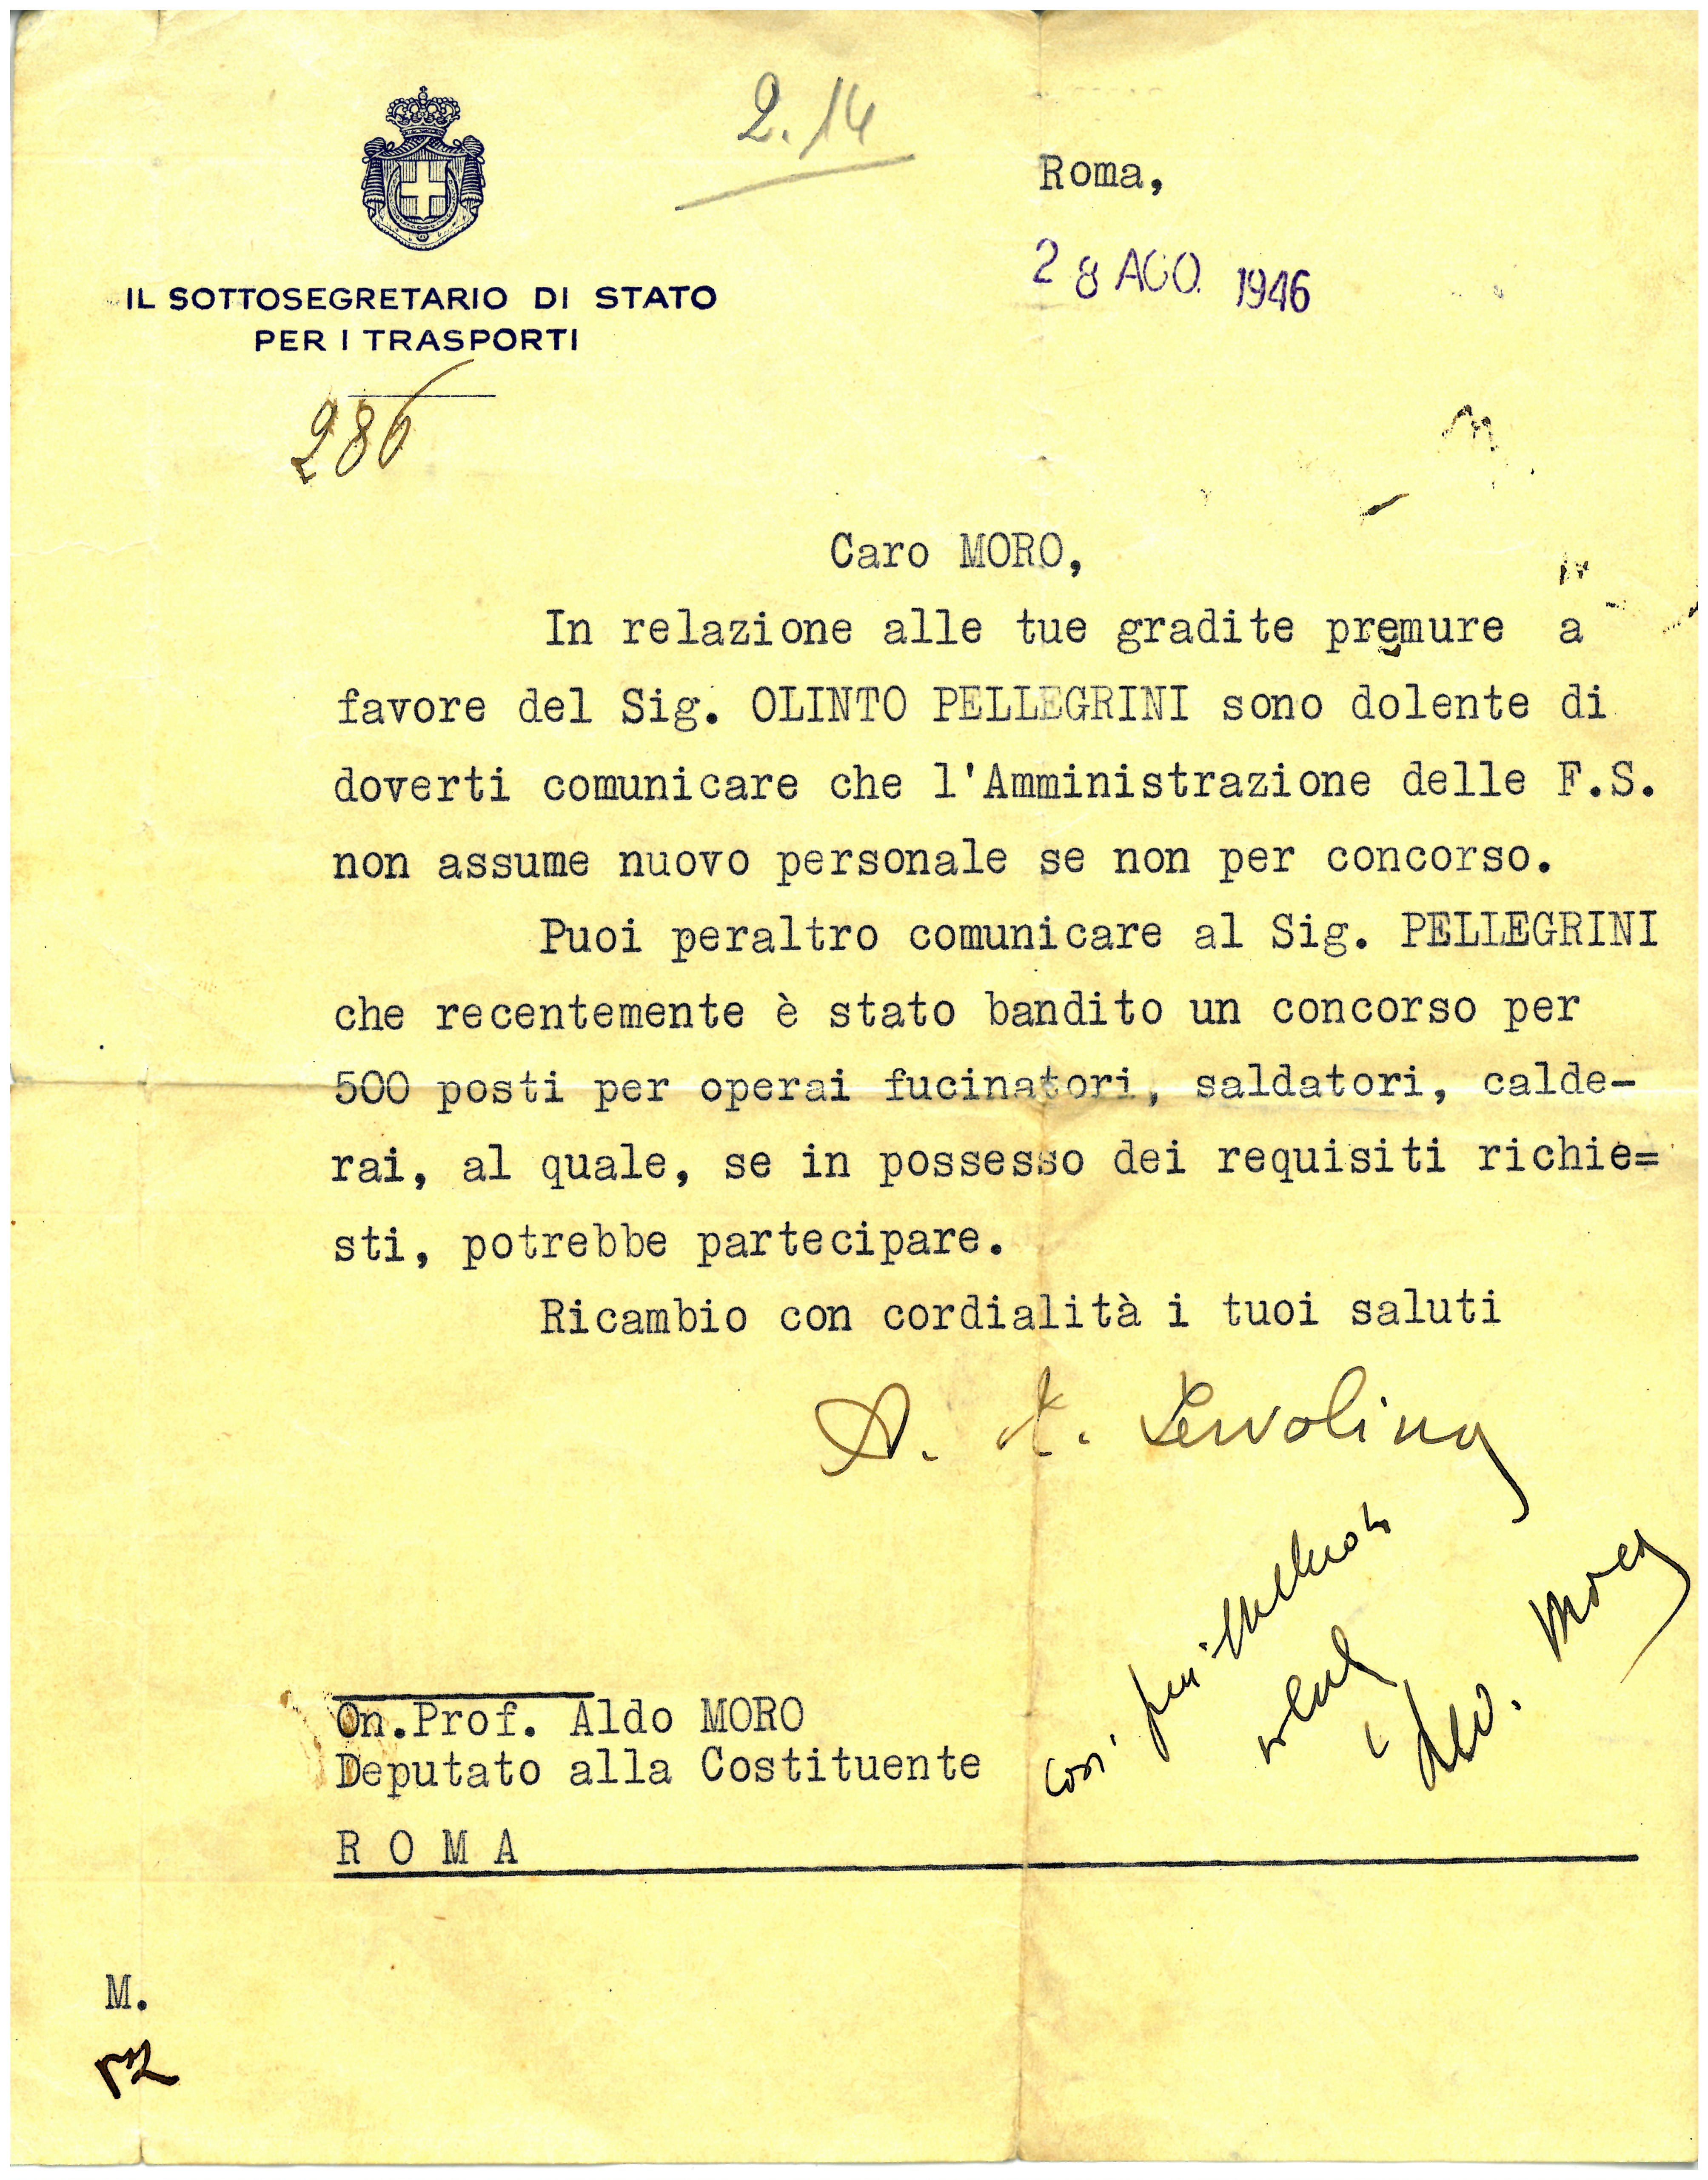 2.14
Roma,
28 AGO. 1946
IL SOTTOSEGRETARIO DI STATO
PER I TRASPORTI
286
Caro MORO,
In relazione alle tue gradite premure a
favore del Sig. OLINTO PELLEGRINI sono dolente di
doverti comunicare che l'Amministrazione delle F.S.
non assume nuovo personale se non per concorso.
Puoi peraltro comunicare al Sig. PELLEGRINI
che recentemente è stato bandito un concorso per
500 posti per operai fucinatori, saldatori, calde-
rai, al quale, se in possesso dei requisiti richie=
sti, potrebbe partecipare.
Ricambio con cordialità i tuoi saluti
On.Prof. Aldo MORO
Deputato alla Costituente
R O M A
M.